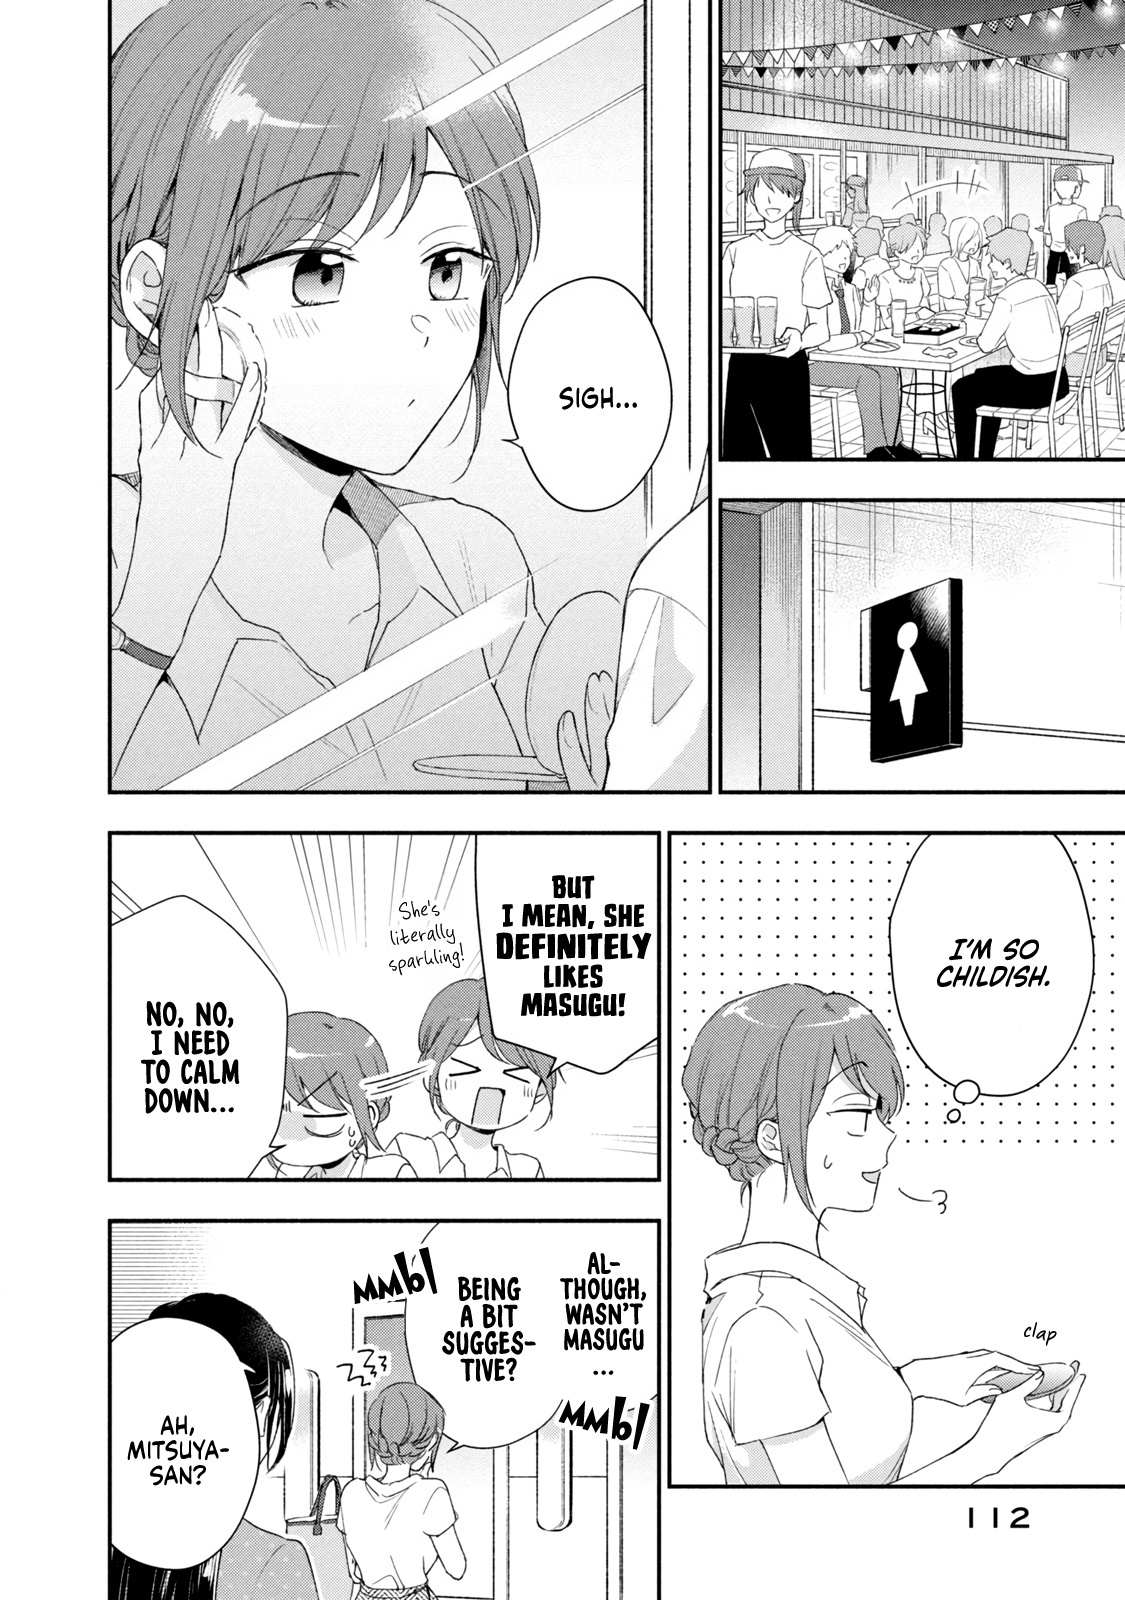 SIGH...
I'M SO
CHILDISH.
clap
BUT
I MEAN, SHE
DEFINITELY
LIKES
MASUGU!
She's
literally
sparkling!
NO, NO,
I NEED
TO CALM
DOWN...
AL-
THOUGH,
WASN'T
MASUGU
...
BEING
A BIT
SUGGES-
TIVE?
MMBL
MMBL
AH,
MITSUYA-
SAN?
112